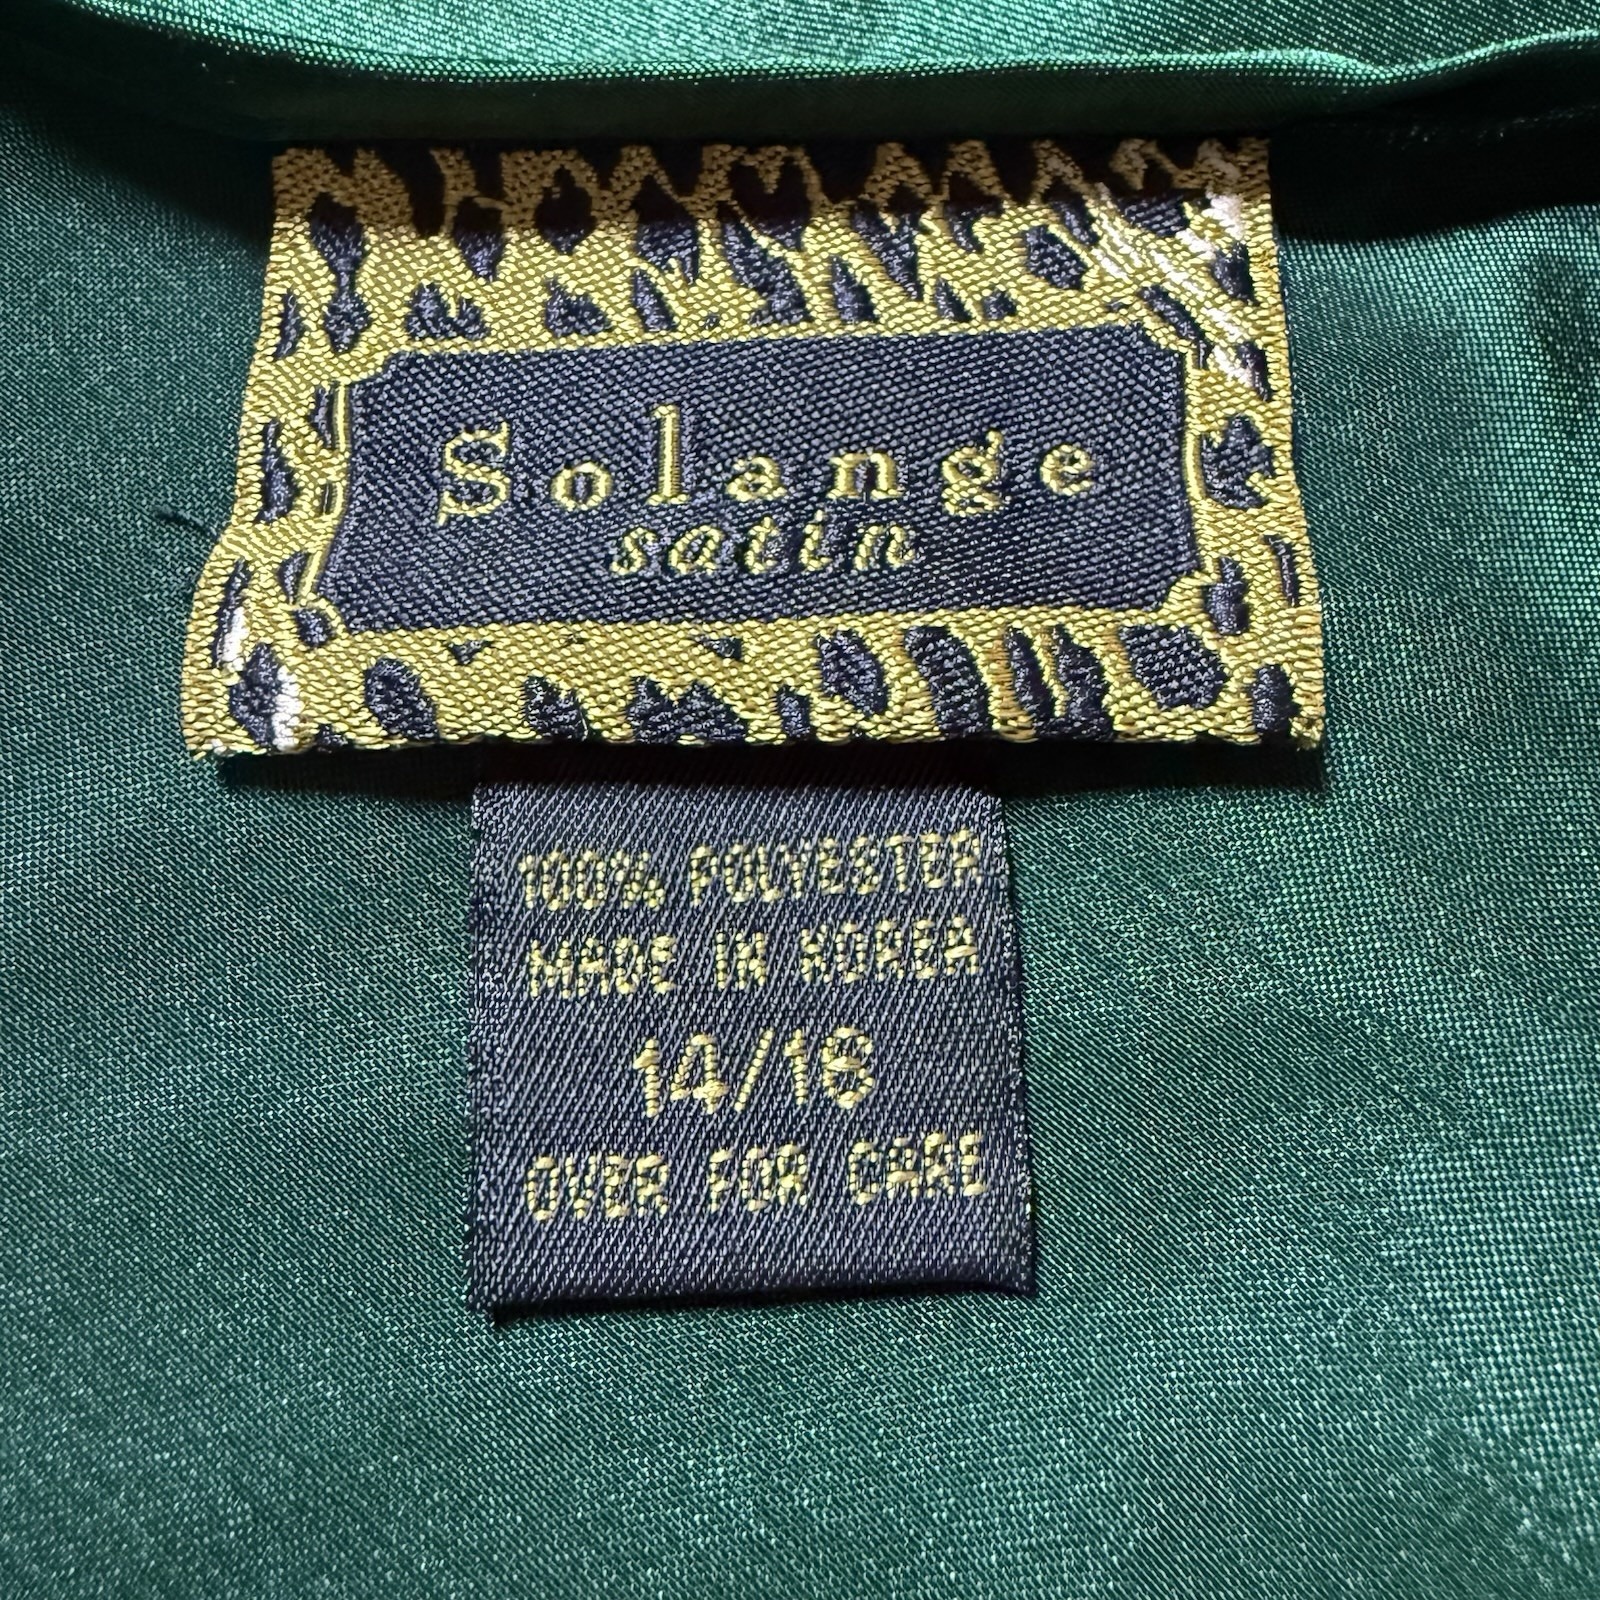 Solange
satin
100% POLYESTER
MADE IN KOREA
14/16
OVER FOR CARE